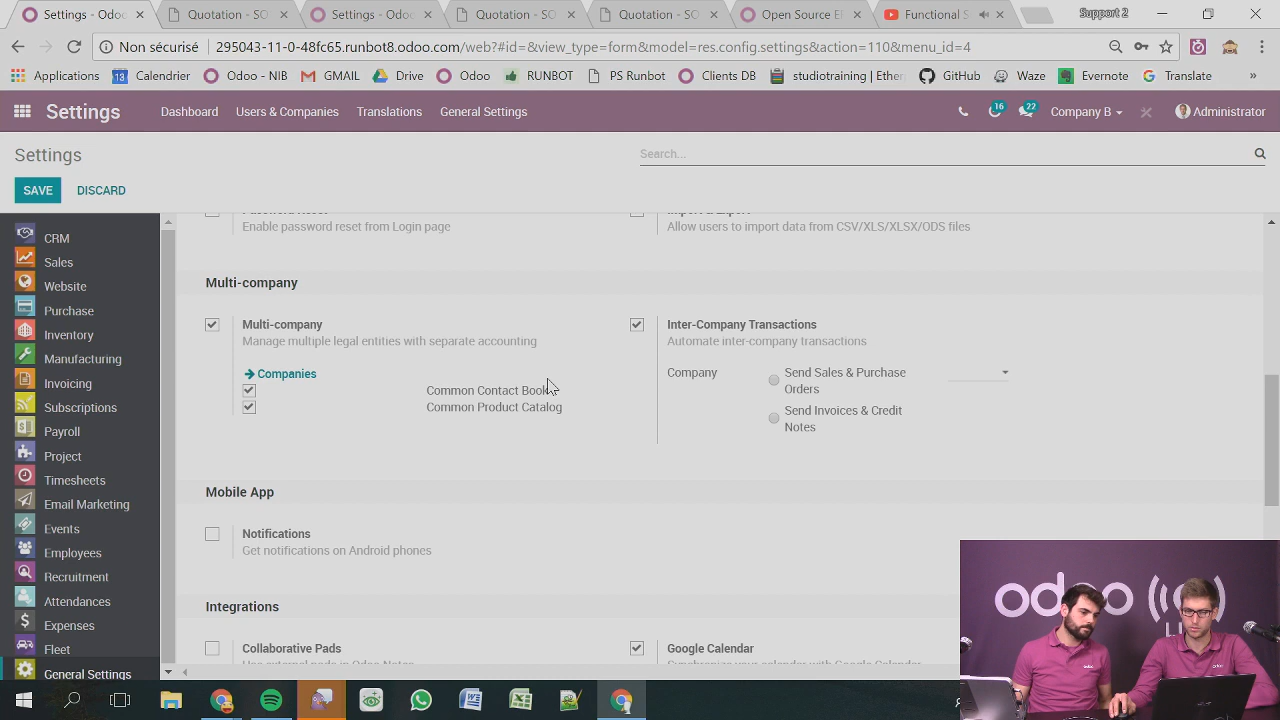 Settings - Odoo
Quotation - SO
Settings - Odoo
Quotation - SO
Quotation - SO
Open Source E
Functional S
Support 2
Non sécurisé
295043-11-0-48fc65.runbot8.odoo.com/web?#id=&view_type=form&model=res.config.settings&action=110&menu_id=4
Applications
Calendrier
Odoo - NIB
GMAIL
Drive
Odoo
RUNBOT
PS Runbot
Clients DB
GitHub
Waze
Evernote
Translate
»
Settings
Dashboard
Users & Companies
Translations
General Settings
16
22
Company B
Administrator
Settings
Search...
SAVE
DISCARD
CRM
Sales
Website
Purchase
Inventory
Manufacturing
Invoicing
Subscriptions
Payroll
Project
Timesheets
Email Marketing
Events
Employees
Recruitment
Attendances
Expenses
Fleet
General Settings
Enable password reset from Login page
Allow users to import data from CSV/XLS/XLSX/ODS files
Multi-company
Multi-company
Manage multiple legal entities with separate accounting
Companies
Common Contact Book
Common Product Catalog
Inter-Company Transactions
Automate inter-company transactions
Company
Send Sales & Purchase
Orders
Send Invoices & Credit
Notes
Mobile App
Notifications
Get notifications on Android phones
Integrations
Collaborative Pads
Google Calendar
odoo